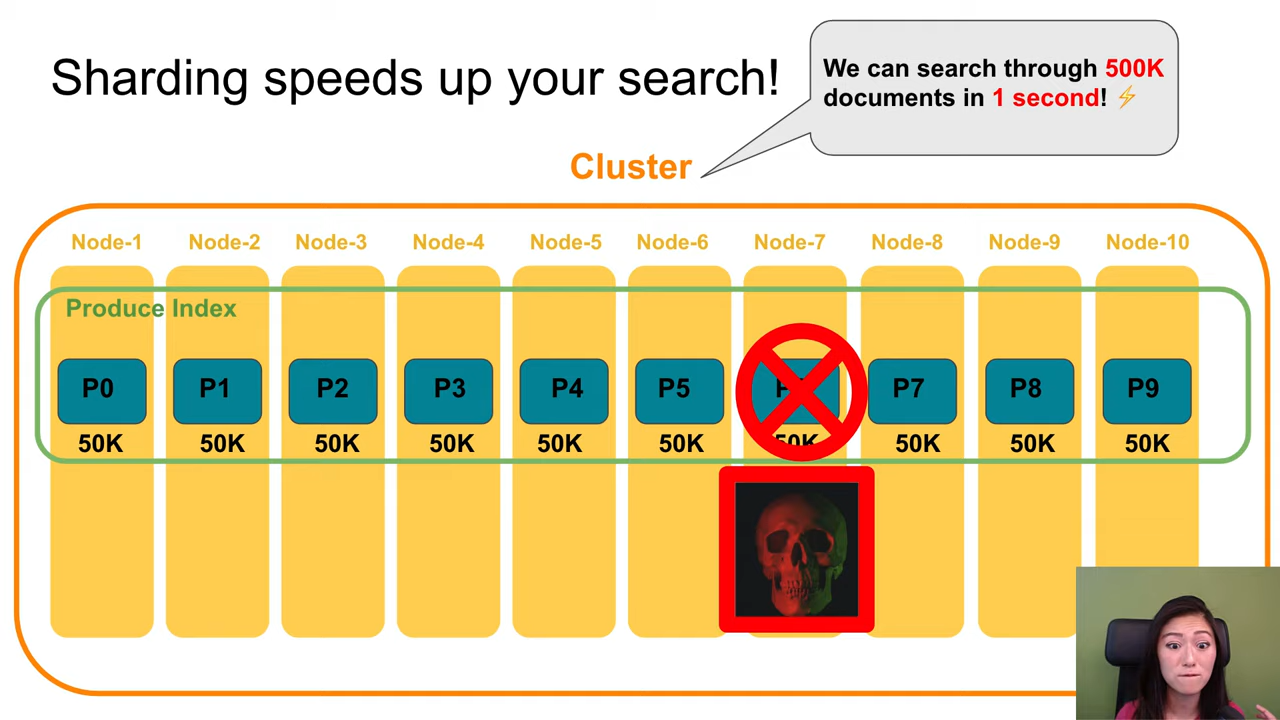 Sharding speeds up your search!
We can search through 500K
documents in 1 second! ⚡
Cluster
Node-1 Node-2 Node-3 Node-4 Node-5 Node-6 Node-7 Node-8 Node-9 Node-10
Produce Index
P0 P1 P2 P3 P4 P5 P7 P8 P9
50K 50K 50K 50K 50K 50K 50K 50K 50K 50K